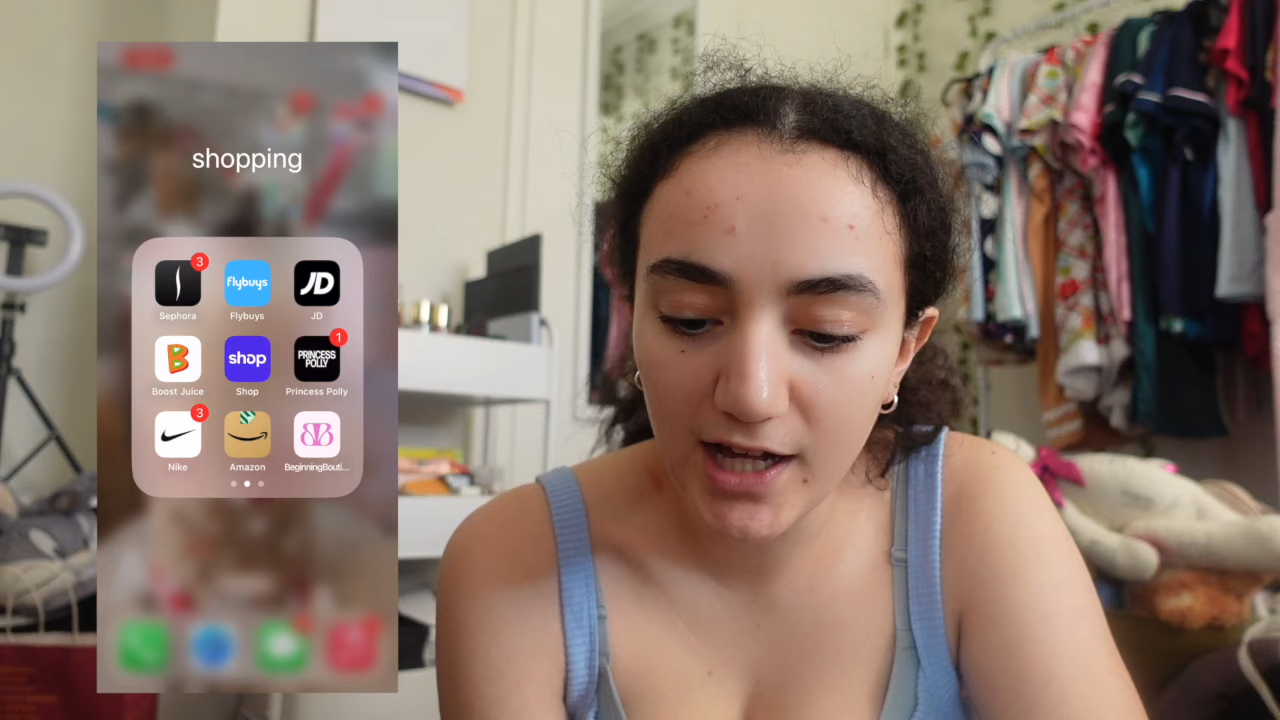 shopping
3
flybuys
JD
Sephora
Flybuys
JD
1
B
shop
PRINCESS
POLLY
Boost Juice
Shop
Princess Polly
3
BB
Nike
Amazon
BeginningBouti...